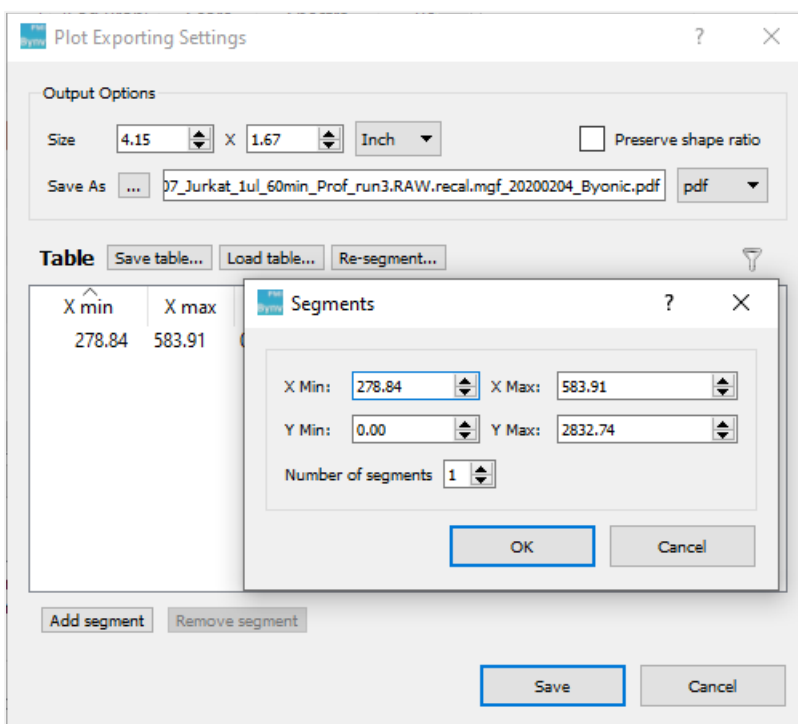 Plot Exporting Settings
Output Options
Size 4.15 X 1.67 Inch Preserve shape ratio
Save As ... 07_Jurkat_1ul_60min_Prof_run3.RAW.recal.mgf_20200204_Byonic.pdf pdf
Table Save table... Load table... Re-segment...
X min X max
278.84 583.91
Segments
X Min: 278.84 X Max: 583.91
Y Min: 0.00 Y Max: 2832.74
Number of segments 1
OK Cancel
Add segment Remove segment
Save Cancel